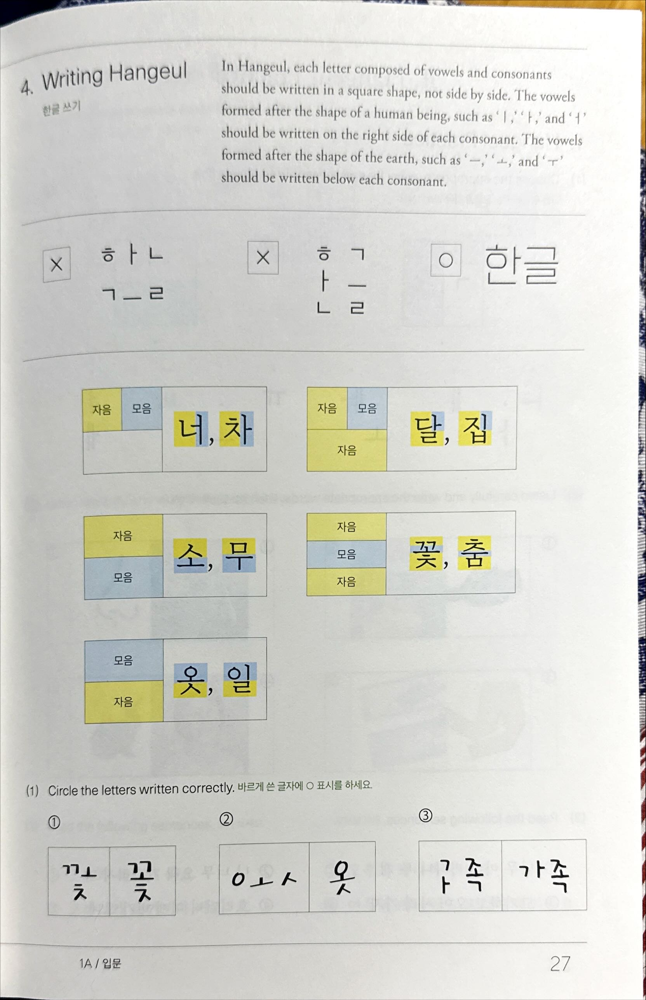 4. Writing Hangeul
한글 쓰기
In Hangeul, each letter composed of vowels and consonants
should be written in a square shape, not side by side. The vowels
formed after the shape of a human being, such as ‘ㅣ,’ ‘ㅏ,’ and ‘ㅓ’
should be written on the right side of each consonant. The vowels
formed after the shape of the earth, such as ‘ㅡ,’ ‘ㅗ,’ and ‘ㅜ’
should be written below each consonant.
× ㅎㅏㄴ
ㄱㅡㄹ
× ㅎ ㄱ
ㅏ ㅡ
ㄴ ㄹ
○ 한글
자음 모음
너, 차
자음 모음
자음
달, 집
자음
모음
소, 무
자음
모음
자음
꽃, 춤
모음
자음
옷, 일
(1) Circle the letters written correctly. 바르게 쓴 글자에 ○ 표시를 하세요.
① ② ③
ㄲㅗ
ㅊ
꽃
ㅇㅗㅅ 옷
ㄱ 족
ㅏ
가족
1A / 입문
27